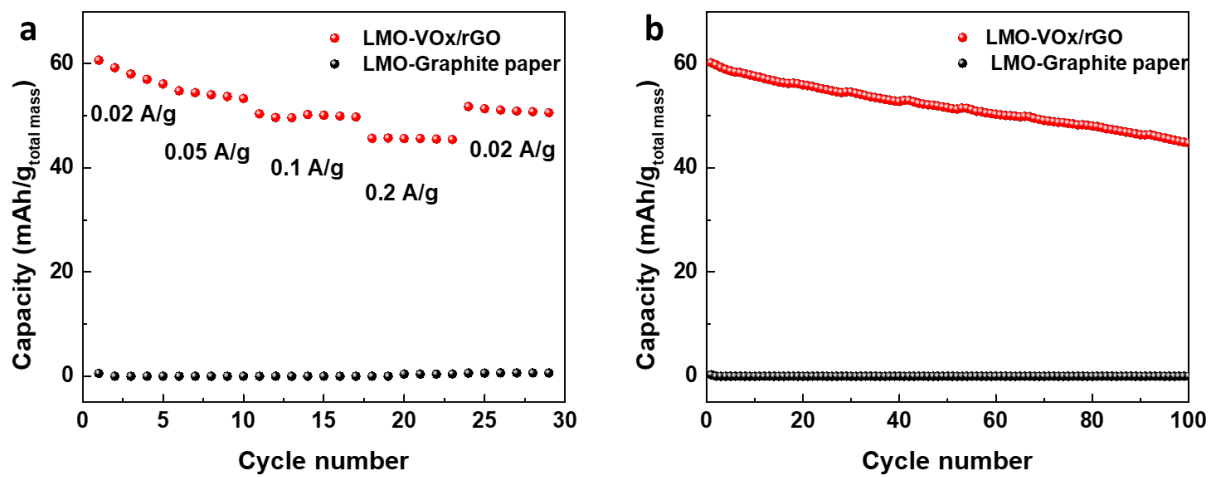 a
LMO-VOx/rGO
LMO-Graphite paper
0.02 A/g
0.05 A/g
0.1 A/g
0.2 A/g
0.02 A/g
60
40
20
0
Capacity (mAh/g total mass)
0 5 10 15 20 25 30
Cycle number
b
LMO-VOx/rGO
LMO-Graphite paper
60
40
20
0
Capacity (mAh/g total mass)
0 20 40 60 80 100
Cycle number